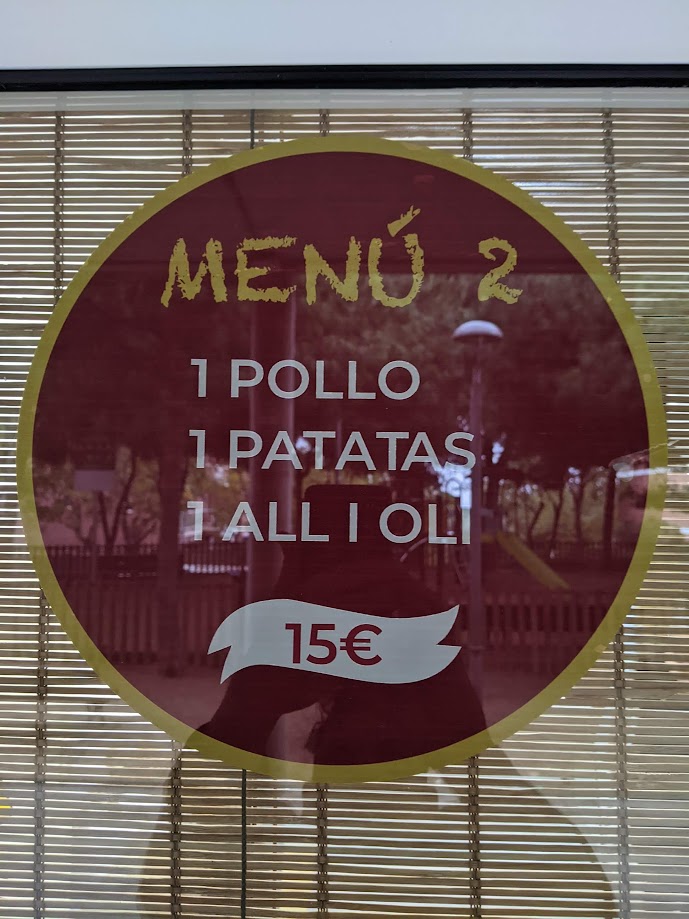 MENÚ 2
1 POLLO
1 PATATAS
1 ALL I OLI
15€